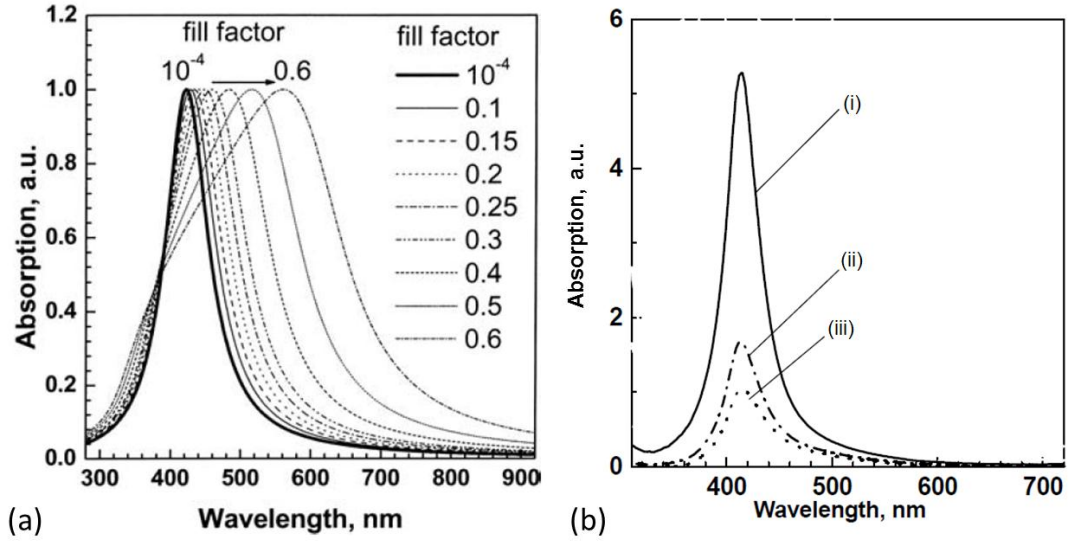 1.2
1.0
0.8
0.6
0.4
0.2
0.0
300 400 500 600 700 800 900
Absorption, a.u.
Wavelength, nm
fill factor
10⁻⁴ 0.6
fill factor
10⁻⁴
0.1
0.15
0.2
0.25
0.3
0.4
0.5
0.6
(a)
6
4
2
0
400 500 600 700
Absorption, a.u.
Wavelength, nm
(i)
(ii)
(iii)
(b)